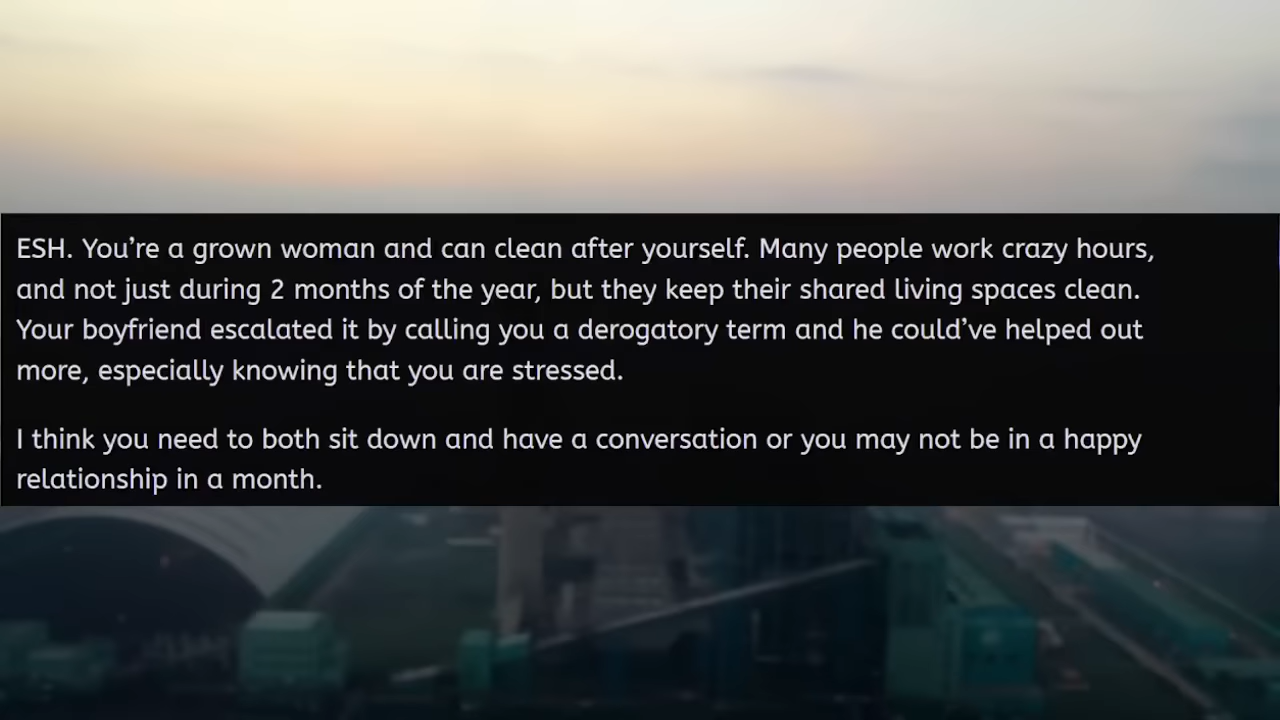 ESH. You’re a grown woman and can clean after yourself. Many people work crazy hours,
and not just during 2 months of the year, but they keep their shared living spaces clean.
Your boyfriend escalated it by calling you a derogatory term and he could’ve helped out
more, especially knowing that you are stressed.
I think you need to both sit down and have a conversation or you may not be in a happy
relationship in a month.